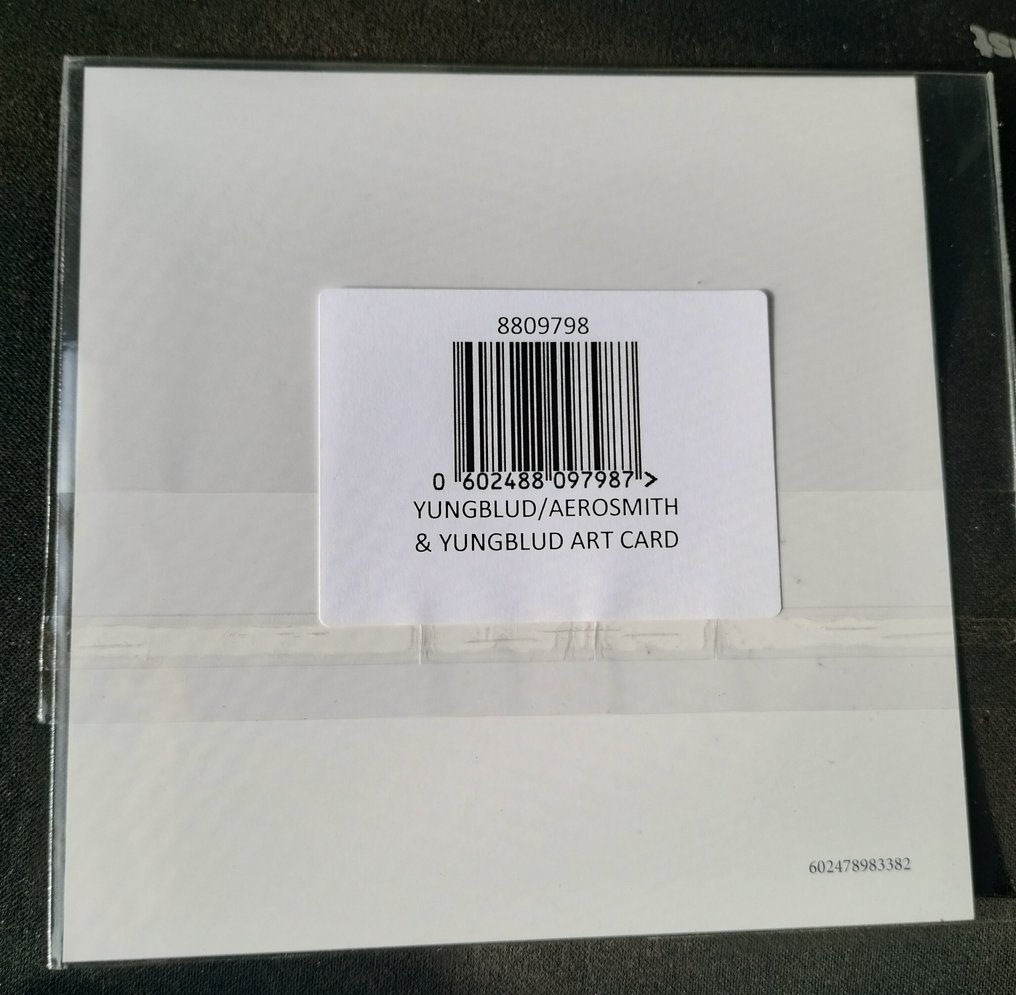 8809798
0 602488 097987 >
YUNGBLUD/AEROSMITH
& YUNGBLUD ART CARD
602478983382